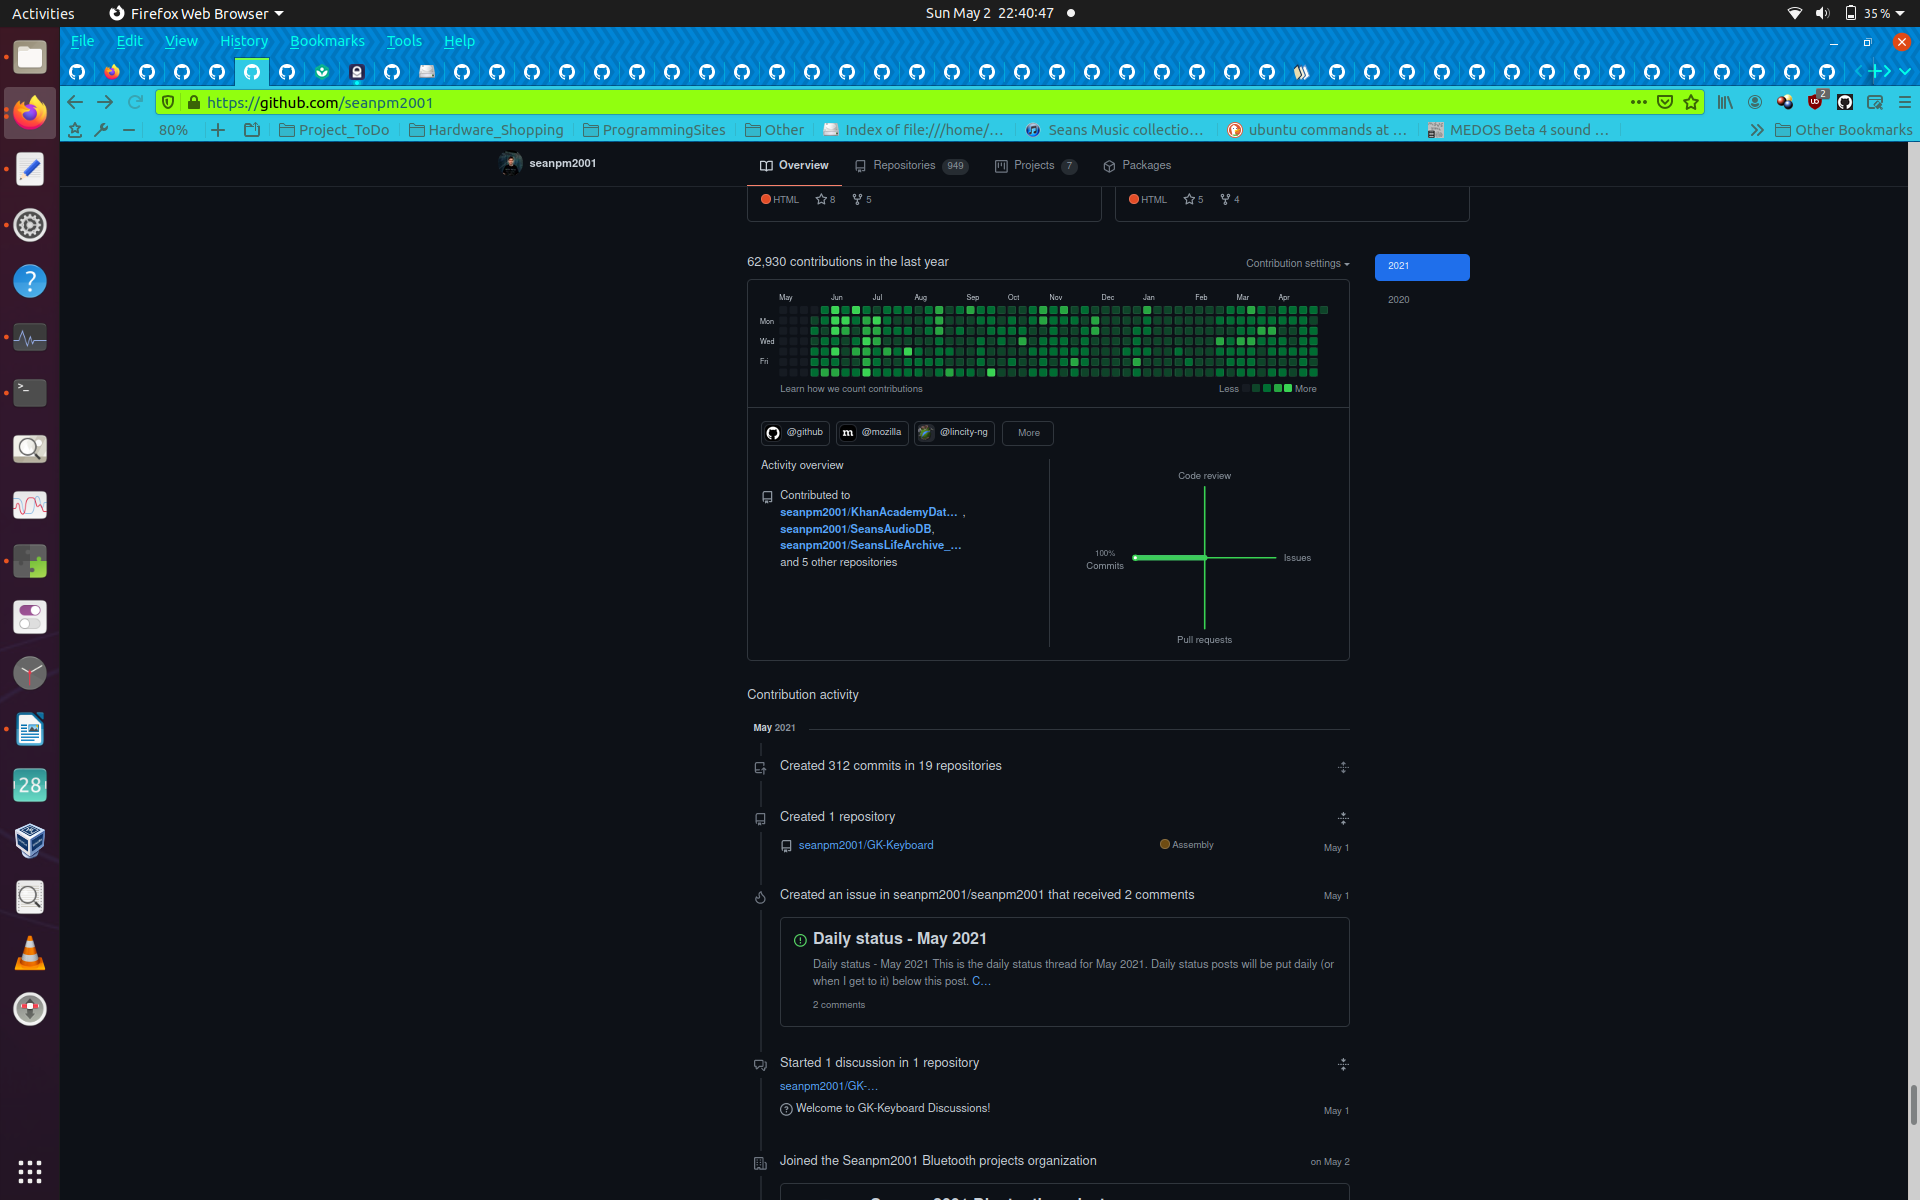 Activities Firefox Web Browser Sun May 2 22:40:47 35 %
File Edit View History Bookmarks Tools Help
https://github.com/seanpm2001 2
80% Project_ToDo Hardware_Shopping ProgrammingSites Other Index of file:///home/... Seans Music collectio... ubuntu commands at ... MEDOS Beta 4 sound ... Other Bookmarks
seanpm2001 Overview Repositories 949 Projects 7 Packages
HTML 8 5 HTML 5 4
62,930 contributions in the last year Contribution settings 2021
2020
May Jun Jul Aug Sep Oct Nov Dec Jan Feb Mar Apr
Mon
Wed
Fri
Learn how we count contributions Less More
@github m @mozilla @lincity-ng More
Activity overview
Contributed to
seanpm2001/KhanAcademyDat... ,
seanpm2001/SeansAudioDB,
seanpm2001/SeansLifeArchive_...
and 5 other repositories
Code review
100%
Commits
Issues
Pull requests
Contribution activity
May 2021
Created 312 commits in 19 repositories
Created 1 repository
seanpm2001/GK-Keyboard Assembly May 1
Created an issue in seanpm2001/seanpm2001 that received 2 comments May 1
Daily status - May 2021
Daily status - May 2021 This is the daily status thread for May 2021. Daily status posts will be put daily (or
when I get to it) below this post. C...
2 comments
Started 1 discussion in 1 repository
seanpm2001/GK-...
Welcome to GK-Keyboard Discussions! May 1
Joined the Seanpm2001 Bluetooth projects organization on May 2
28